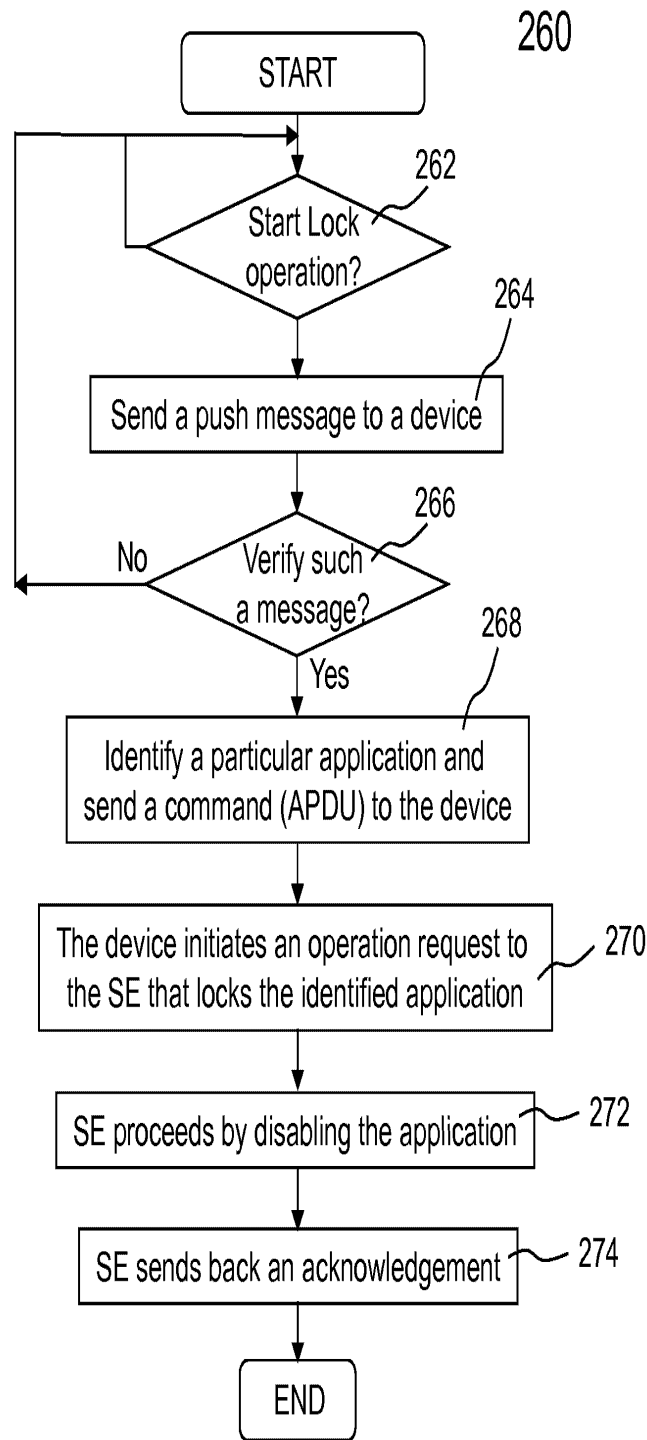 260
START
262
Start Lock
operation?
264
Send a push message to a device
266
No
Verify such
a message?
Yes
268
Identify a particular application and
send a command (APDU) to the device
The device initiates an operation request to
the SE that locks the identified application
270
SE proceeds by disabling the application
272
SE sends back an acknowledgement
274
END